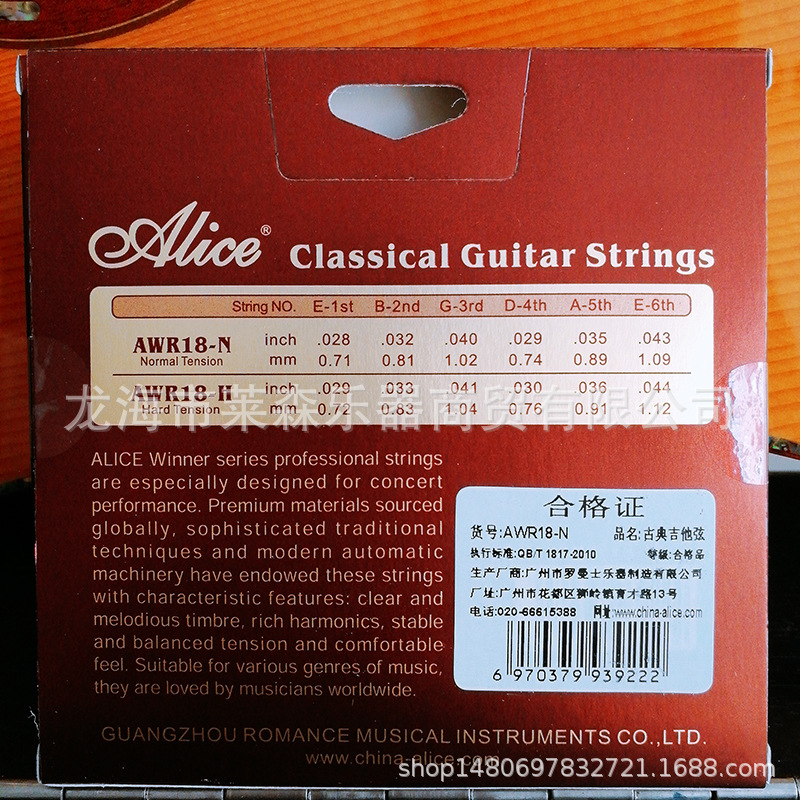 Alice® Classical Guitar Strings
String NO. E-1st B-2nd G-3rd D-4th A-5th E-6th
AWR18-N inch .028 .032 .040 .029 .035 .043
Normal Tension mm 0.71 0.81 1.02 0.74 0.89 1.09
AWR18-H inch .029 .033 .041 .030 .036 .044
Hard Tension mm 0.72 0.83 1.04 0.76 0.91 1.12
龙海市莱森乐器商贸有限公司
ALICE Winner series professional strings
are especially designed for concert
performance. Premium materials sourced
globally, sophisticated traditional
techniques and modern automatic
machinery have endowed these strings
with characteristic features: clear and
melodious timbre, rich harmonics, stable
and balanced tension and comfortable
feel. Suitable for various genres of music,
they are loved by musicians worldwide.
合格证
货号:AWR18-N 品名:古典吉他弦
执行标准:QB/T 1817-2010 等级:合格品
生产厂商:广州市罗曼士乐器制造有限公司
厂址:广州市花都区狮岭镇育才路13号
电话:020-66615388 网址:www.china-alice.com
6 970379 939222
GUANGZHOU ROMANCE MUSICAL INSTRUMENTS CO.,LTD.
www.china-alice.com
shop1480697832721.1688.com